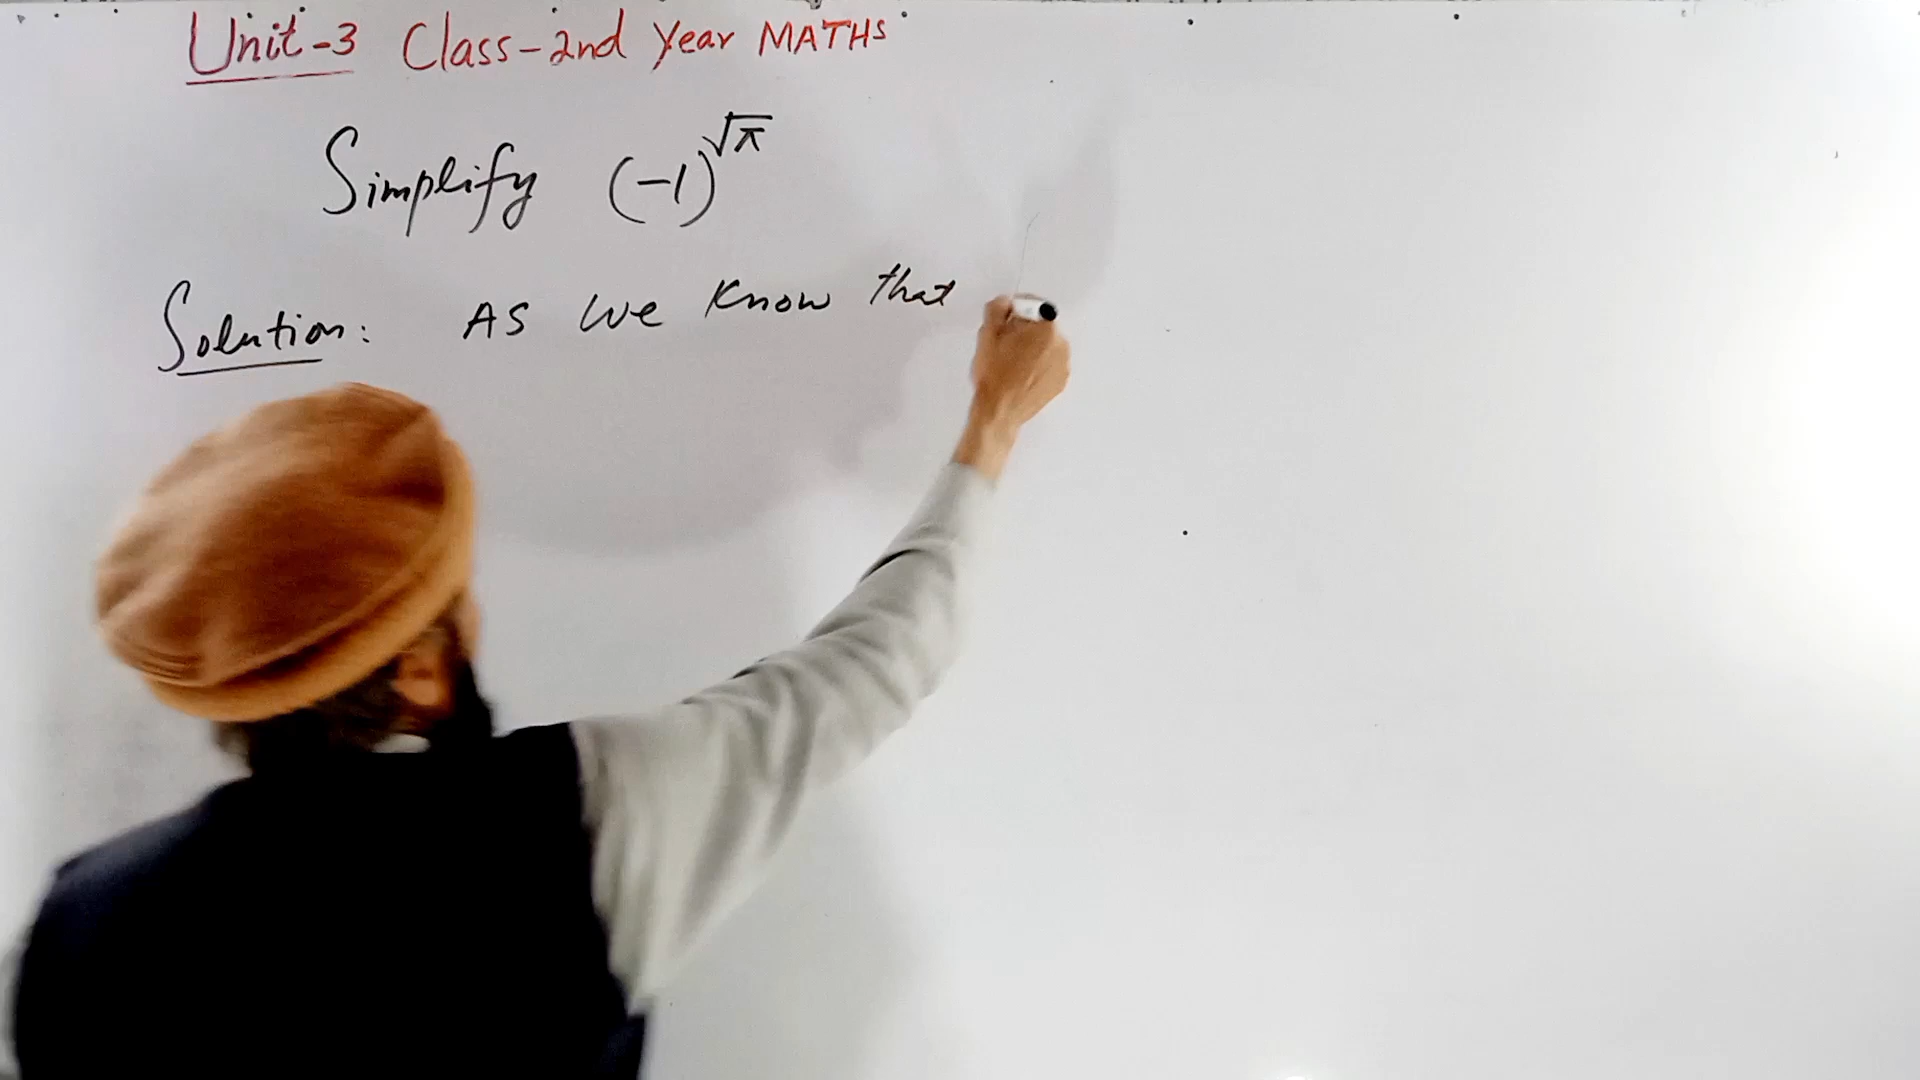 Unit-3 Class-2nd Year MATHS
Simplify (-1)^√π
Solution: As we know that